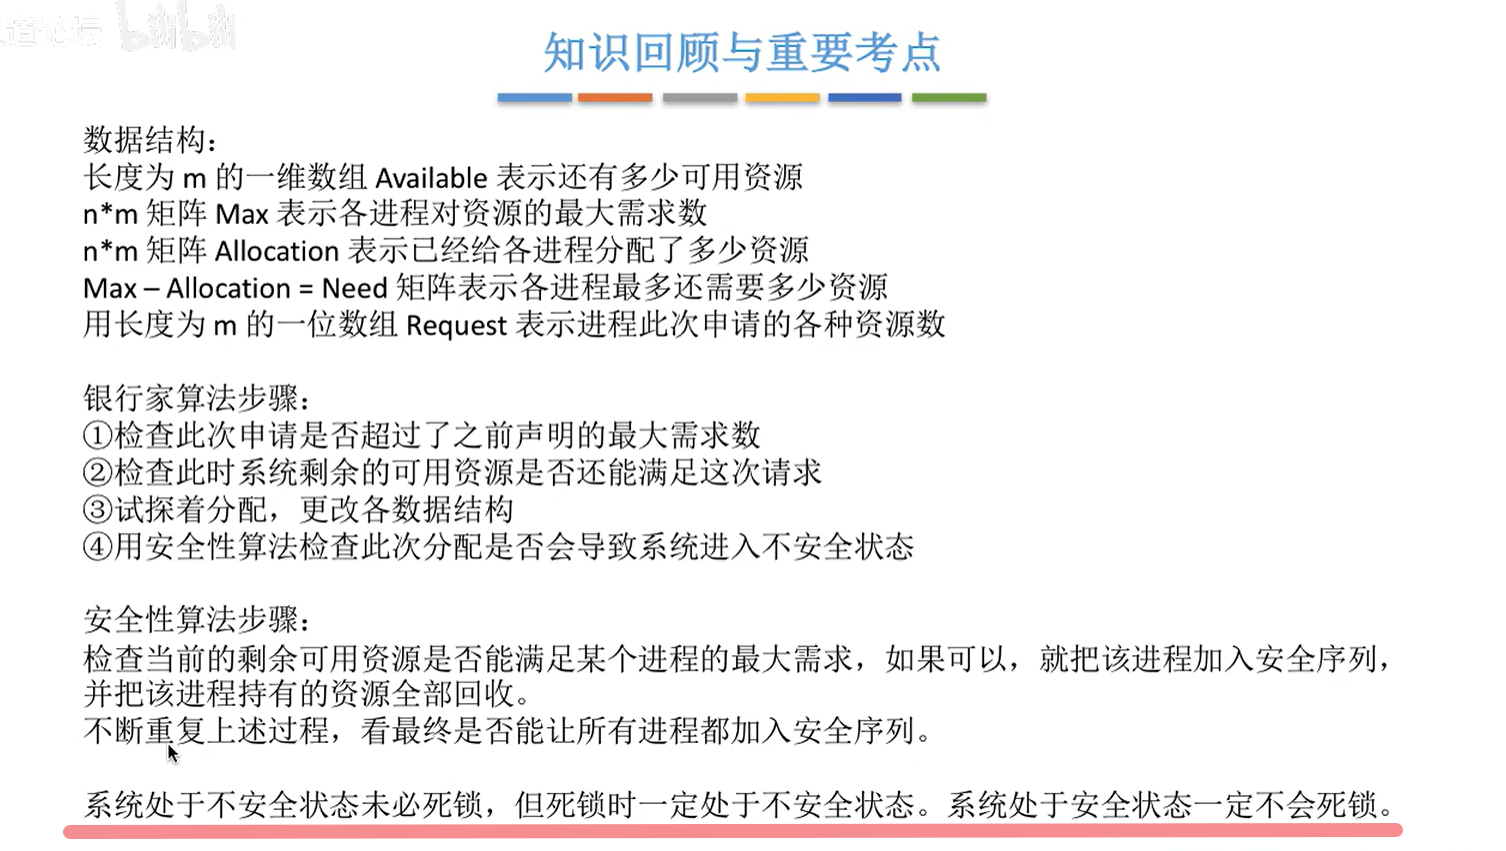 道论坛 bilibili
知识回顾与重要考点
数据结构：
长度为 m 的一维数组 Available 表示还有多少可用资源
n*m 矩阵 Max 表示各进程对资源的最大需求数
n*m 矩阵 Allocation 表示已经给各进程分配了多少资源
Max – Allocation = Need 矩阵表示各进程最多还需要多少资源
用长度为 m 的一位数组 Request 表示进程此次申请的各种资源数
银行家算法步骤：
①检查此次申请是否超过了之前声明的最大需求数
②检查此时系统剩余的可用资源是否还能满足这次请求
③试探着分配，更改各数据结构
④用安全性算法检查此次分配是否会导致系统进入不安全状态
安全性算法步骤：
检查当前的剩余可用资源是否能满足某个进程的最大需求，如果可以，就把该进程加入安全序列，
并把该进程持有的资源全部回收。
不断重复上述过程，看最终是否能让所有进程都加入安全序列。
系统处于不安全状态未必死锁，但死锁时一定处于不安全状态。系统处于安全状态一定不会死锁。